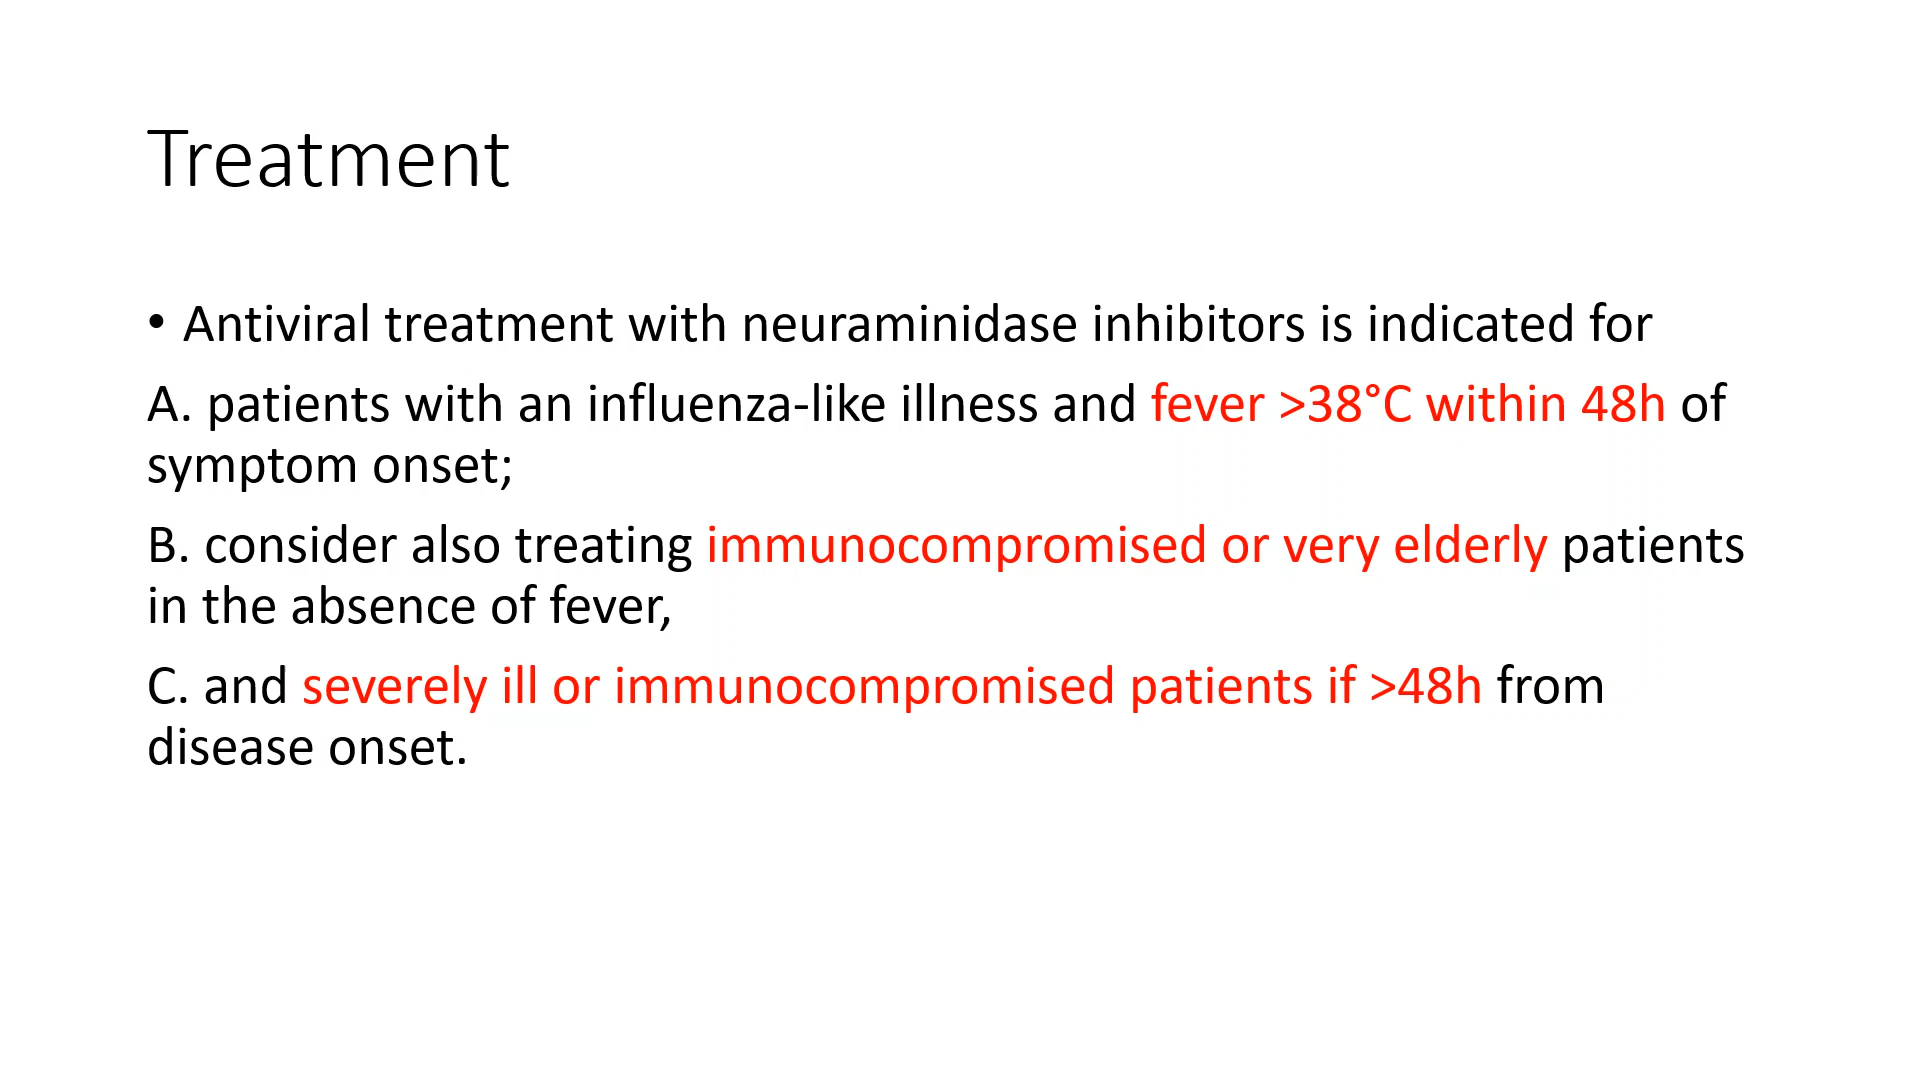 Treatment
• Antiviral treatment with neuraminidase inhibitors is indicated for
A. patients with an influenza-like illness and fever >38°C within 48h of
symptom onset;
B. consider also treating immunocompromised or very elderly patients
in the absence of fever,
C. and severely ill or immunocompromised patients if >48h from
disease onset.